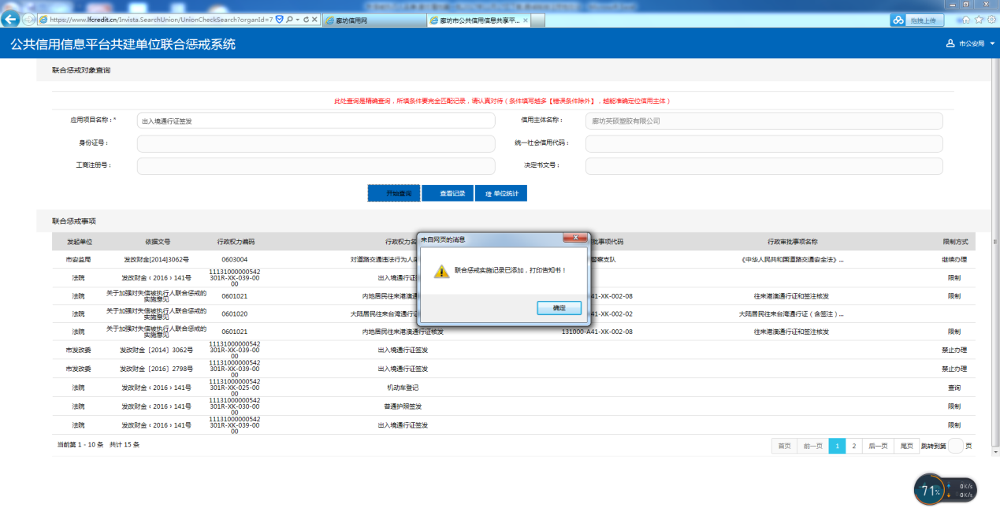 https://www.lfcredit.cn/Invista.SearchUnion/UnionCheckSearch?organId=7
廊坊信用网
廊坊市公共信用信息共享平...
拖拽上传
公共信用信息平台共建单位联合惩戒系统
市公安局
联合惩戒对象查询
此处查询是精确查询，所填条件要完全匹配记录，请认真对待（条件填写越多【错误条件除外】，越能准确定位信用主体）
应用项目名称：* 出入境通行证签发 信用主体名称： 廊坊英硕塑胶有限公司
身份证号： 统一社会信用代码：
工商注册号： 决定书文号：
开始查询 查看记录 单位统计
联合惩戒事项
发起单位 依据文号 行政权力编码 行政权力名 批事项代码 行政审批事项名称 限制方式
市安监局 发改财金[2014]3062号 0603004 对道路交通违法行为人采 警察支队 《中华人民共和国道路交通安全法》... 继续办理
法院 发改财金﹝2016﹞141号 11131000000542301R-XK-039-0000 出入境通行证 限制
法院 关于加强对失信被执行人联合惩戒的实施意见 0601021 内地居民往来港澳通 41-XK-002-08 往来港澳通行证和签注核发 限制
法院 关于加强对失信被执行人联合惩戒的实施意见 0601020 大陆居民往来台湾通行证 41-XK-002-02 大陆居民往来台湾通行证（含签注）...
法院 关于加强对失信被执行人联合惩戒的实施意见 0601021 内地居民往来港澳通行证核发 131000-A41-XK-002-08 往来港澳通行证和签注核发 限制
市发改委 发改财金〔2014〕3062号 11131000000542301R-XK-039-0000 出入境通行证签发 禁止办理
市发改委 发改财金〔2016〕2798号 11131000000542301R-XK-039-0000 出入境通行证签发 禁止办理
法院 发改财金﹝2016﹞141号 11131000000542301R-XK-025-0000 机动车登记 查询
法院 发改财金﹝2016﹞141号 11131000000542301R-XK-030-0000 普通护照签发 限制
法院 发改财金﹝2016﹞141号 11131000000542301R-XK-039-0000 出入境通行证签发 限制
当前第 1 - 10 条 共计 15 条 首页 前一页 1 2 后一页 尾页 跳转到第 页
来自网页的消息
联合惩戒实施记录已添加，打印告知书！
确定
71%
0K/s
0K/s